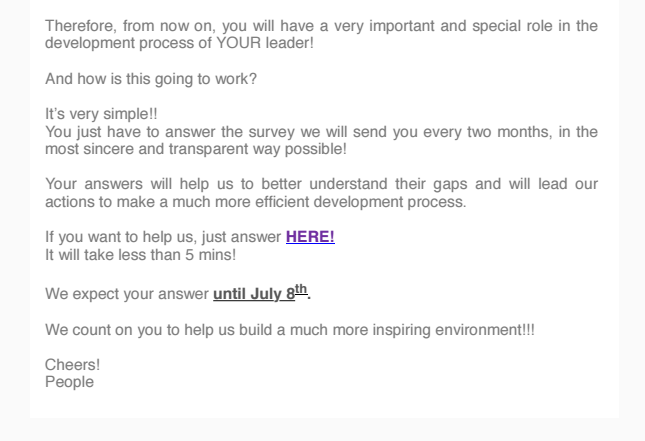 Therefore, from now on, you will have a very important and special role in the
development process of YOUR leader!
And how is this going to work?
It's very simple!!
You just have to answer the survey we will send you every two months, in the
most sincere and transparent way possible!
Your answers will help us to better understand their gaps and will lead our
actions to make a much more efficient development process.
If you want to help us, just answer HERE!
It will take less than 5 mins!
We expect your answer until July 8th.
We count on you to help us build a much more inspiring environment!!!
Cheers!
People